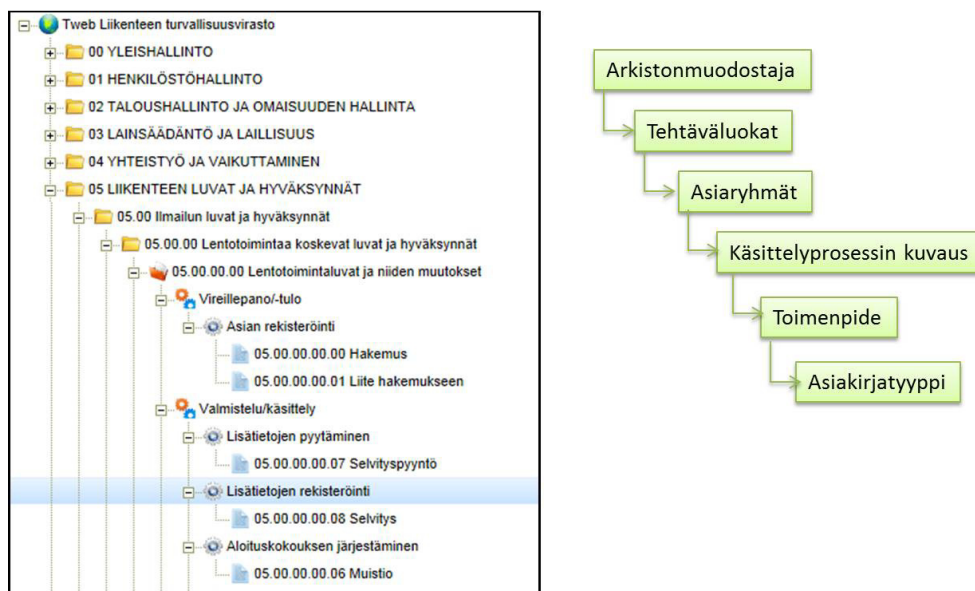 Tweb Liikenteen turvallisuusvirasto
00 YLEISHALLINTO
01 HENKILÖSTÖHALLINTO
02 TALOUSHALLINTO JA OMAISUUDEN HALLINTA
03 LAINSÄÄDÄNTÖ JA LAILLISUUS
04 YHTEISTYÖ JA VAIKUTTAMINEN
05 LIIKENTEEN LUVAT JA HYVÄKSYNNÄT
05.00 Ilmailun luvat ja hyväksynnät
05.00.00 Lentotoimintaa koskevat luvat ja hyväksynnät
05.00.00.00 Lentotoimintaluvat ja niiden muutokset
Vireillepano/-tulo
Asian rekisteröinti
05.00.00.00.00 Hakemus
05.00.00.00.01 Liite hakemukseen
Valmistelu/käsittely
Lisätietojen pyytäminen
05.00.00.00.07 Selvityspyyntö
Lisätietojen rekisteröinti
05.00.00.00.08 Selvitys
Aloituskokouksen järjestäminen
05.00.00.00.06 Muistio
Arkistonmuodostaja
Tehtäväluokat
Asiaryhmät
Käsittelyprosessin kuvaus
Toimenpide
Asiakirjatyyppi